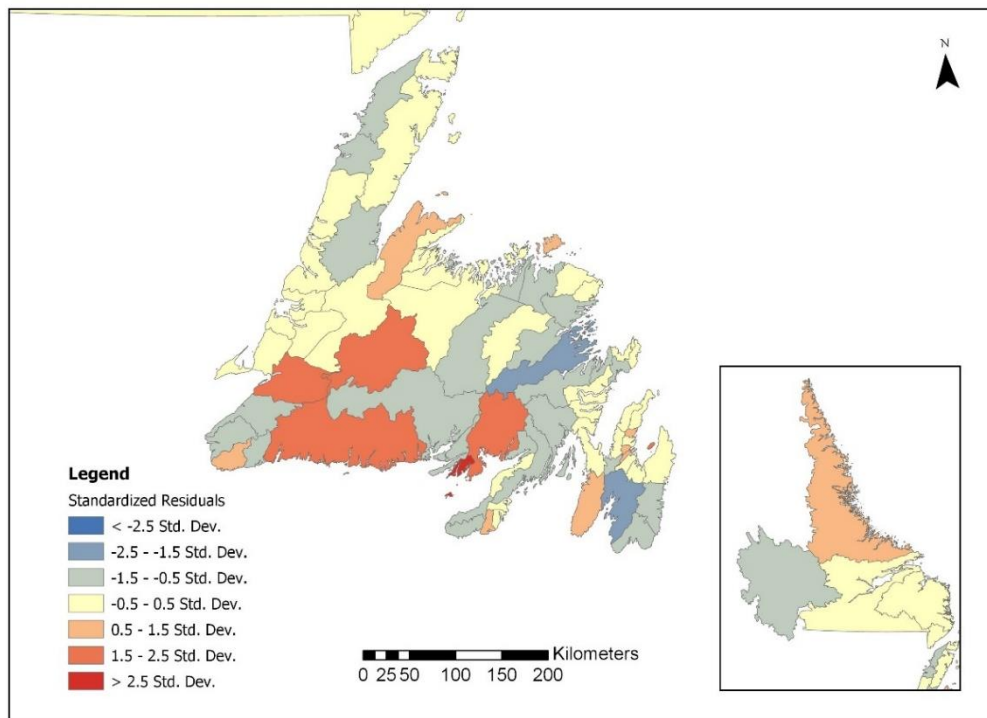 N
Legend
Standardized Residuals
< -2.5 Std. Dev.
-2.5 - -1.5 Std. Dev.
-1.5 - -0.5 Std. Dev.
-0.5 - 0.5 Std. Dev.
0.5 - 1.5 Std. Dev.
1.5 - 2.5 Std. Dev.
> 2.5 Std. Dev.
Kilometers
0 25 50 100 150 200